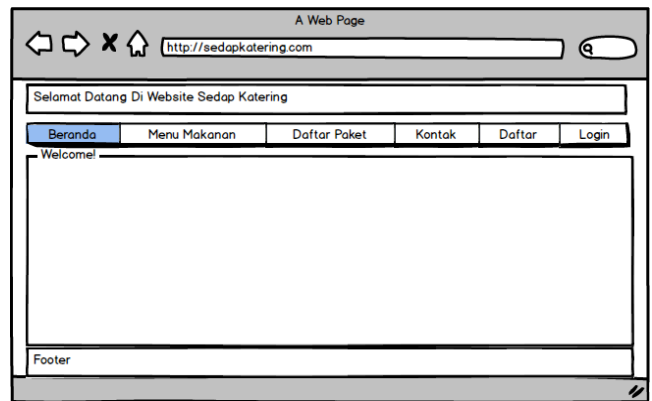 A Web Page
http://sedapkatering.com
Selamat Datang Di Website Sedap Katering
Beranda Menu Makanan Daftar Paket Kontak Daftar Login
Welcome!
Footer